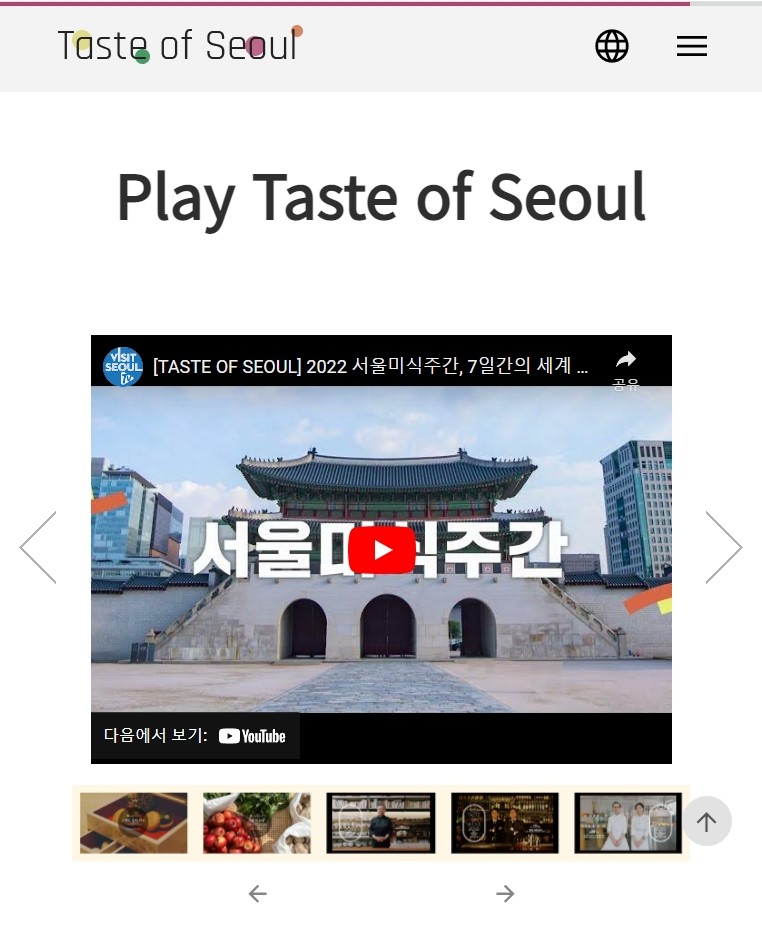 Taste of Seoul
Play Taste of Seoul
VISIT
SEOUL
TV
[TASTE OF SEOUL] 2022 서울미식주간, 7일간의 세계 ...
공유
서울미식주간
다음에서 보기: YouTube